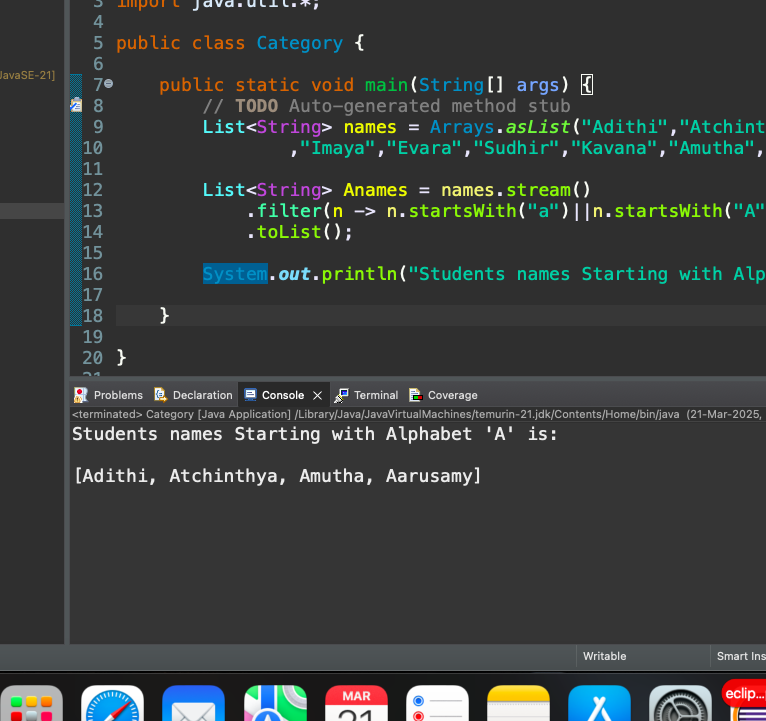 3 import java.util.*;
4
JavaSE-21]
5 public class Category {
6
7 public static void main(String[] args) {
8 // TODO Auto-generated method stub
9 List<String> names = Arrays.asList("Adithi","Atchint
10 ,"Imaya","Evara","Sudhir","Kavana","Amutha",
11
12 List<String> Anames = names.stream()
13 .filter(n -> n.startsWith("a")||n.startsWith("A"
14 .toList();
15
16 System.out.println("Students names Starting with Alp
17
18 }
19
20 }
21
Problems Declaration Console Terminal Coverage
<terminated> Category [Java Application] /Library/Java/JavaVirtualMachines/temurin-21.jdk/Contents/Home/bin/java (21-Mar-2025,
Students names Starting with Alphabet 'A' is:
[Adithi, Atchinthya, Amutha, Aarusamy]
Writable Smart Ins
MAR
21
eclip...